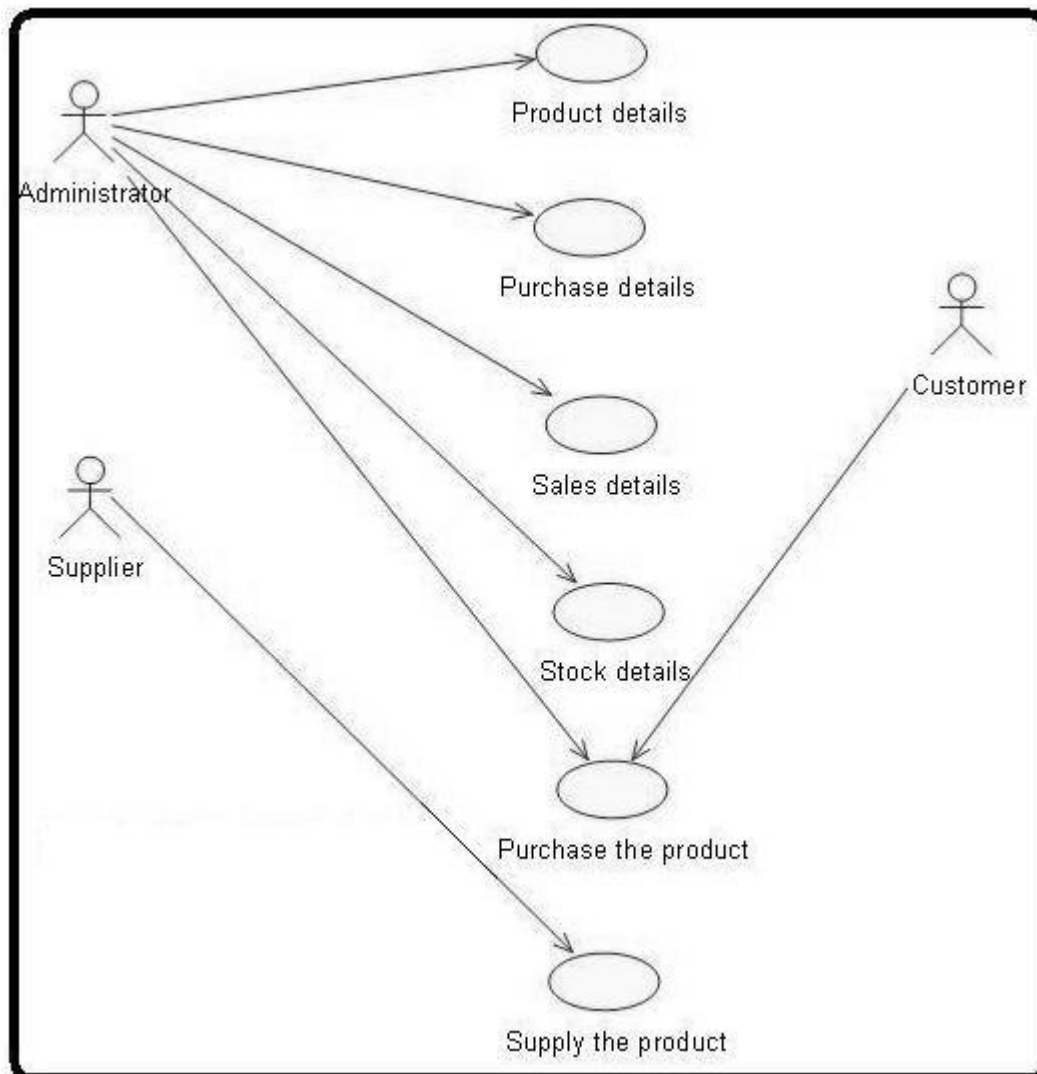 Product details
Administrator
Purchase details
Customer
Sales details
Supplier
Stock details
Purchase the product
Supply the product